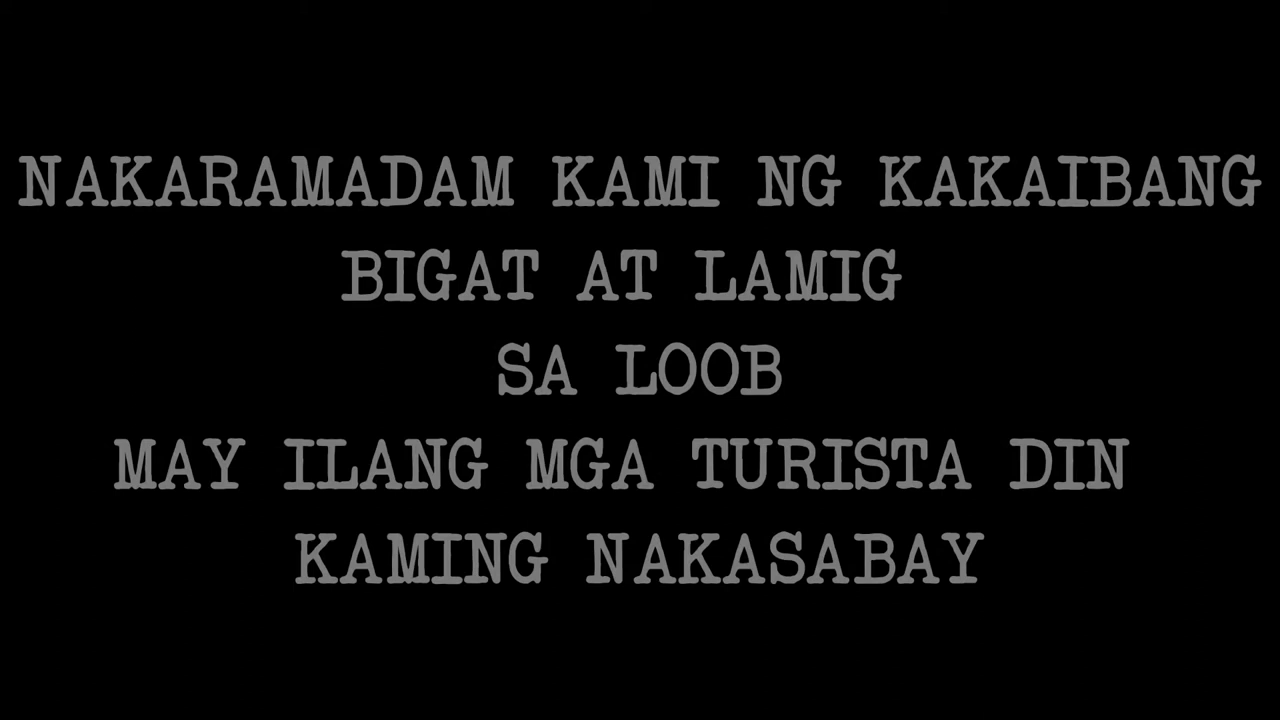 NAKARAMADAM KAMI NG KAKAIBANG
BIGAT AT LAMIG
SA LOOB
MAY ILANG MGA TURISTA DIN
KAMING NAKASABAY